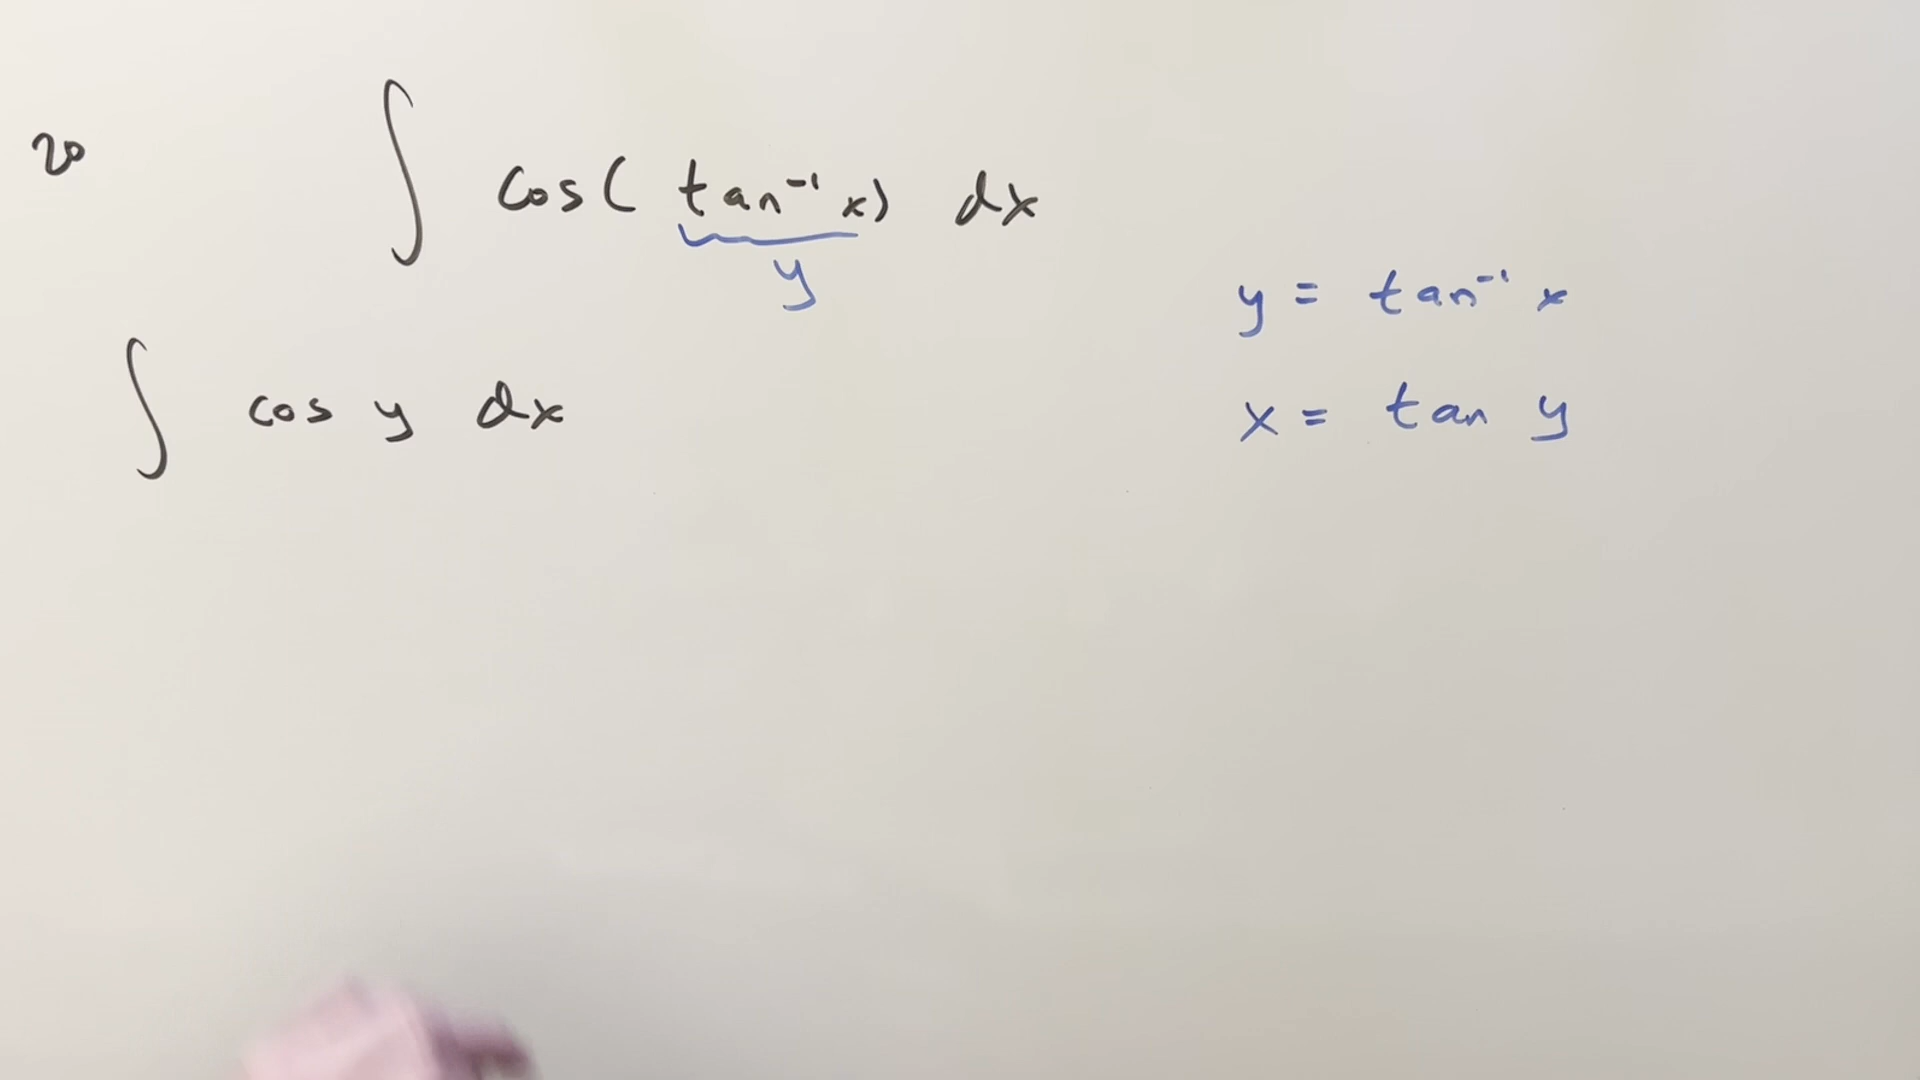 20
∫ cos( tan⁻¹ x) dx
y
y = tan⁻¹ x
∫ cos y dx
x = tan y